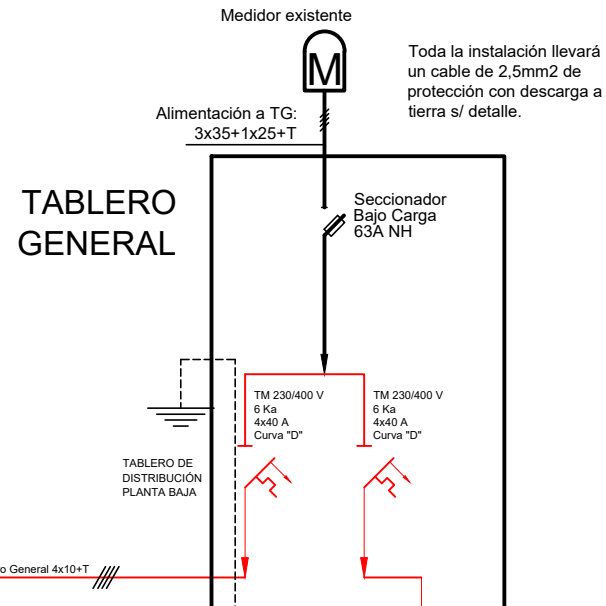 Medidor existente
M
Toda la instalación llevará
un cable de 2,5mm2 de
protección con descarga a
tierra s/ detalle.
Alimentación a TG:
3x35+1x25+T
TABLERO
GENERAL
Seccionador
Bajo Carga
63A NH
TM 230/400 V
6 Ka
4x40 A
Curva "D"
TM 230/400 V
6 Ka
4x40 A
Curva "D"
TABLERO DE
DISTRIBUCIÓN
PLANTA BAJA
o General 4x10+T